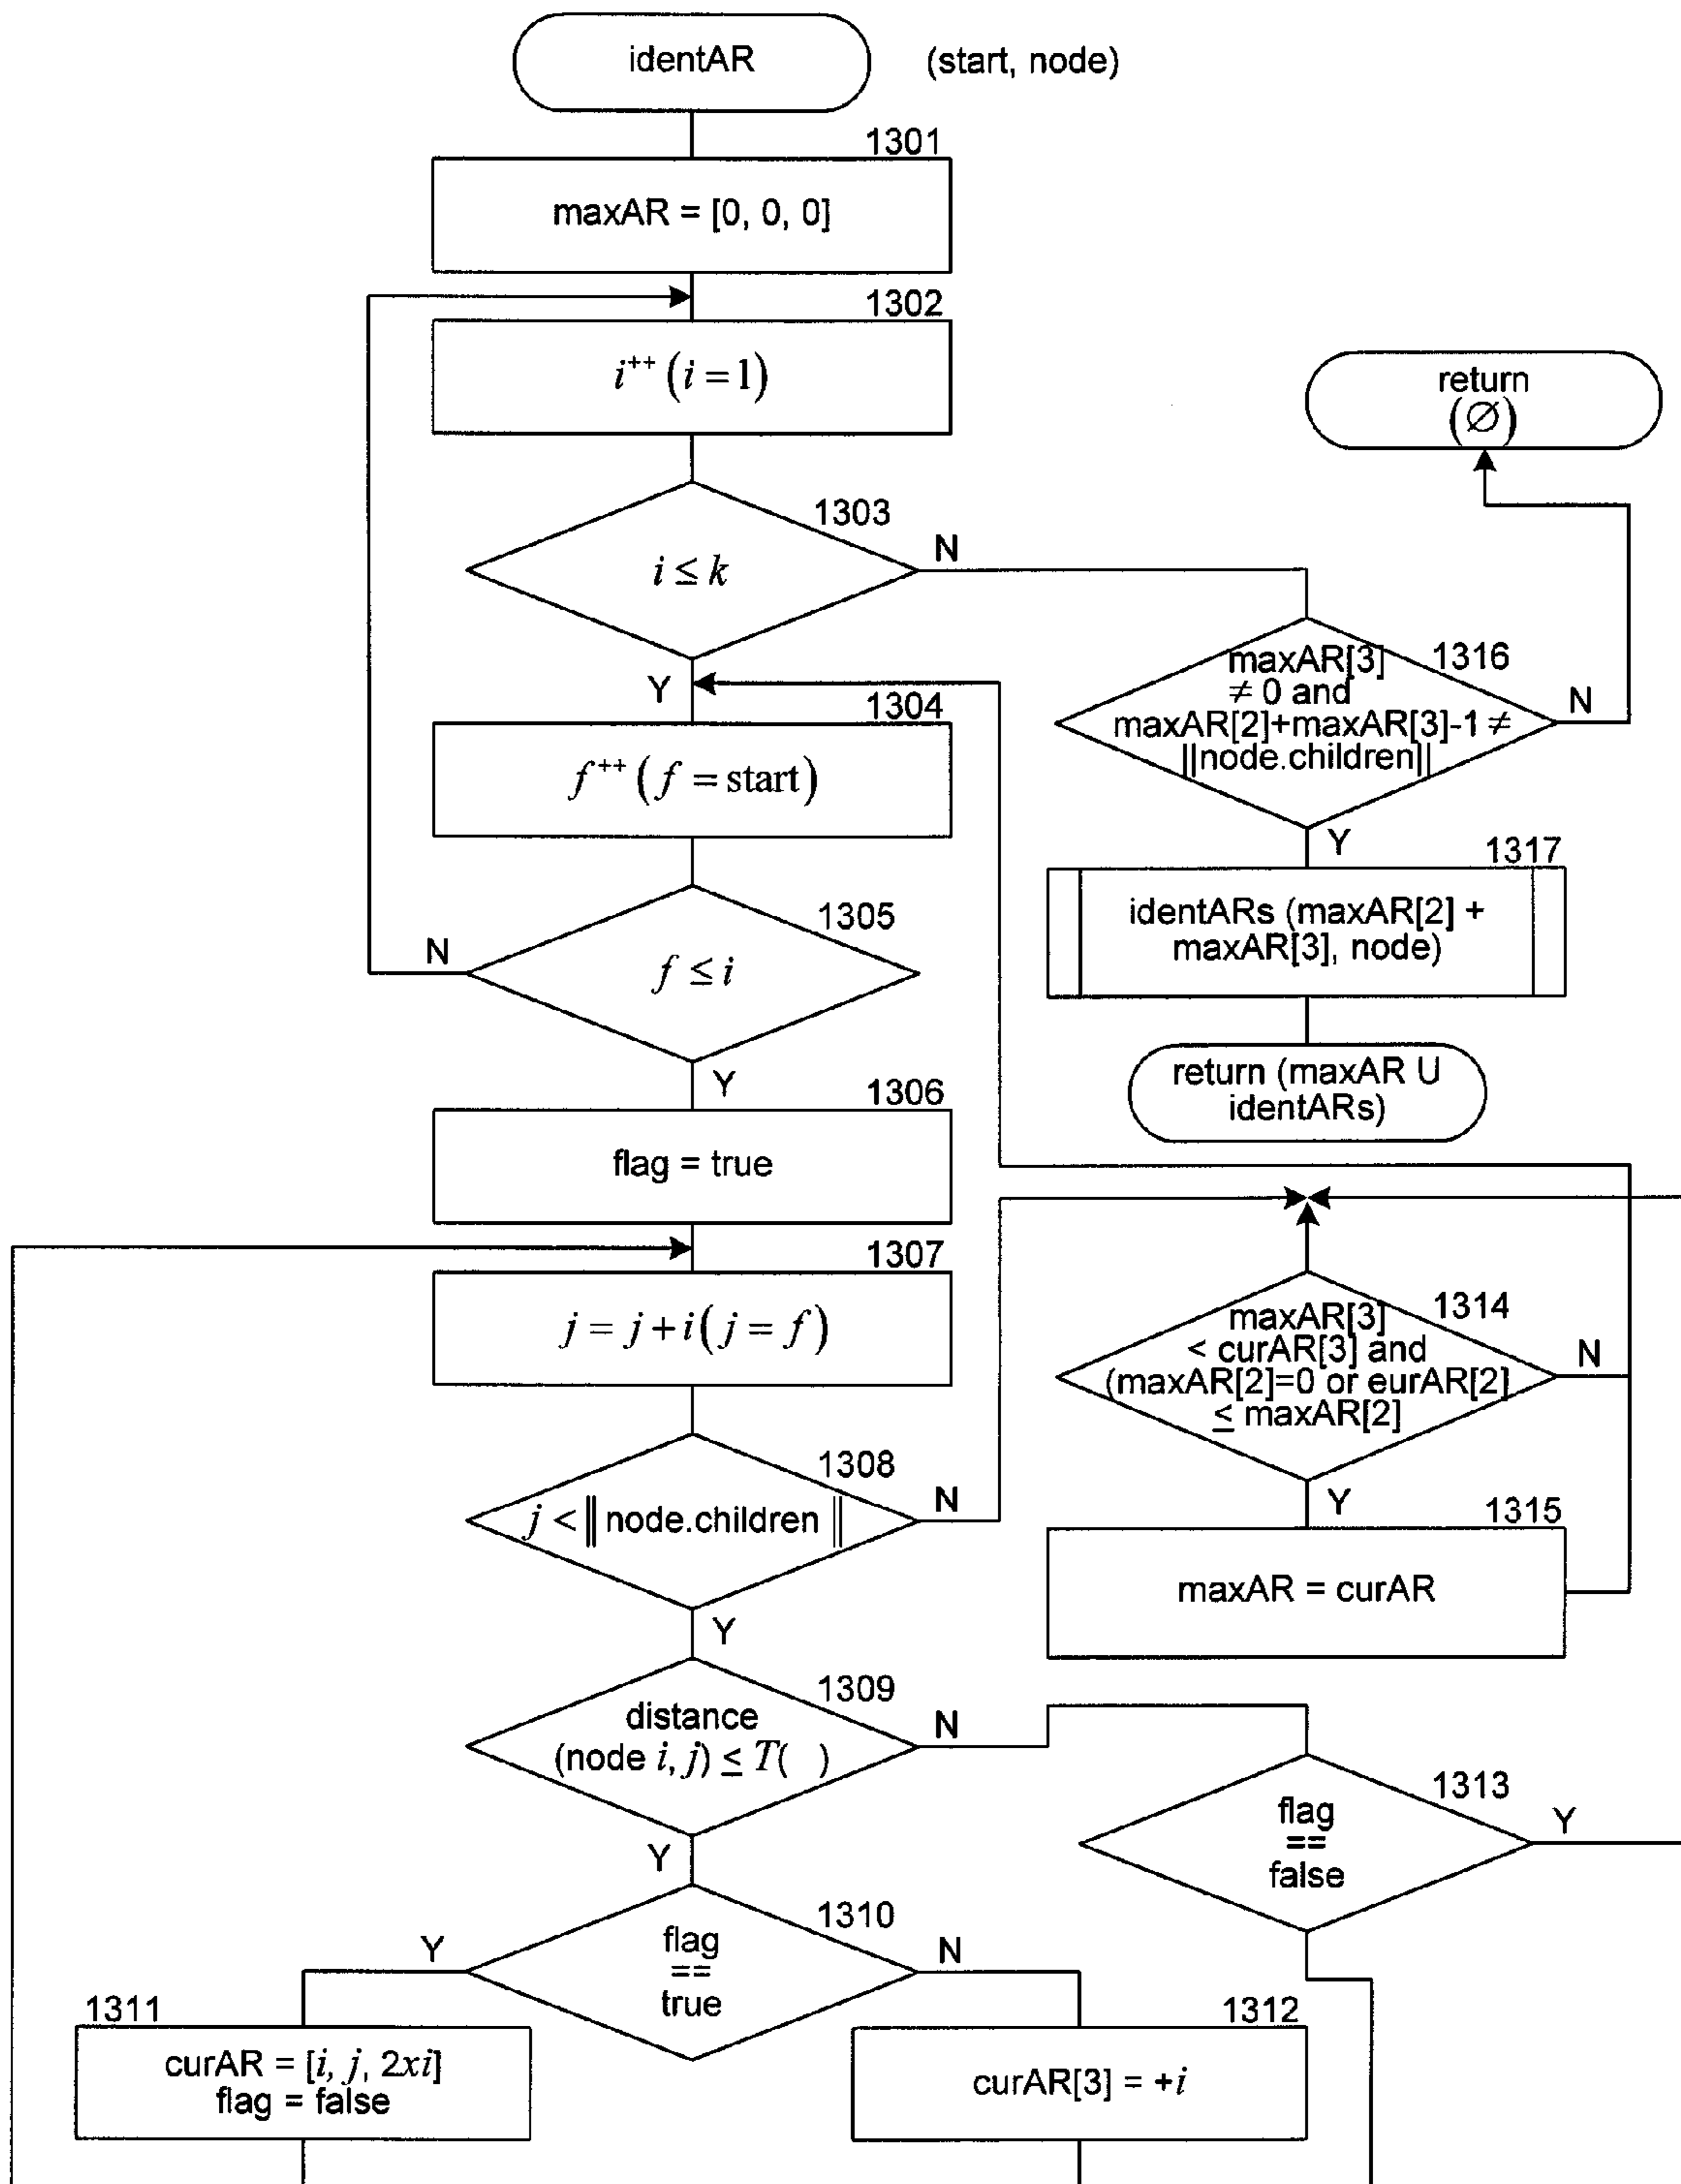 identAR
(start, node)
1301
maxAR = [0, 0, 0]
1302
i++ (i = 1)
return
(∅)
1303
i ≤ k
N
Y
1316
maxAR[3]
≠ 0 and
maxAR[2]+maxAR[3]-1 ≠
||node.children||
N
Y
1304
f++ (f = start)
1317
identARs (maxAR[2] +
maxAR[3], node)
1305
f ≤ i
N
Y
return (maxAR U
identARs)
1306
flag = true
1307
j = j + i (j = f)
1314
maxAR[3]
< curAR[3] and
(maxAR[2]=0 or eurAR[2]
≤ maxAR[2]
N
Y
1308
j < || node.children ||
N
Y
1315
maxAR = curAR
1309
distance
(node i, j) ≤ T( )
N
Y
1313
flag
==
false
Y
1310
flag
==
true
Y
N
1311
curAR = [i, j, 2xi]
flag = false
1312
curAR[3] = +i